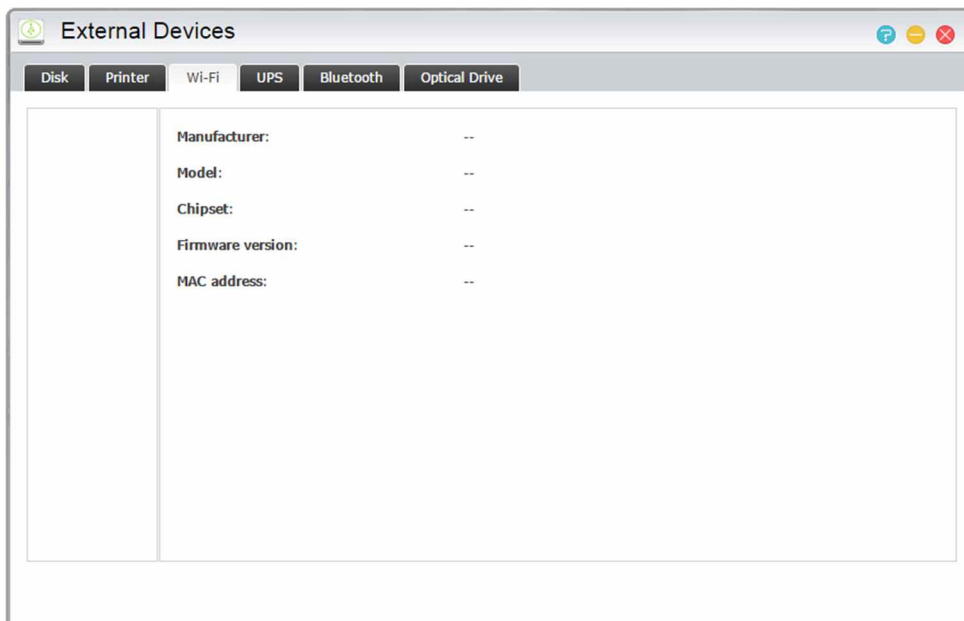 External Devices
Disk Printer Wi-Fi UPS Bluetooth Optical Drive
Manufacturer: --
Model: --
Chipset: --
Firmware version: --
MAC address: --